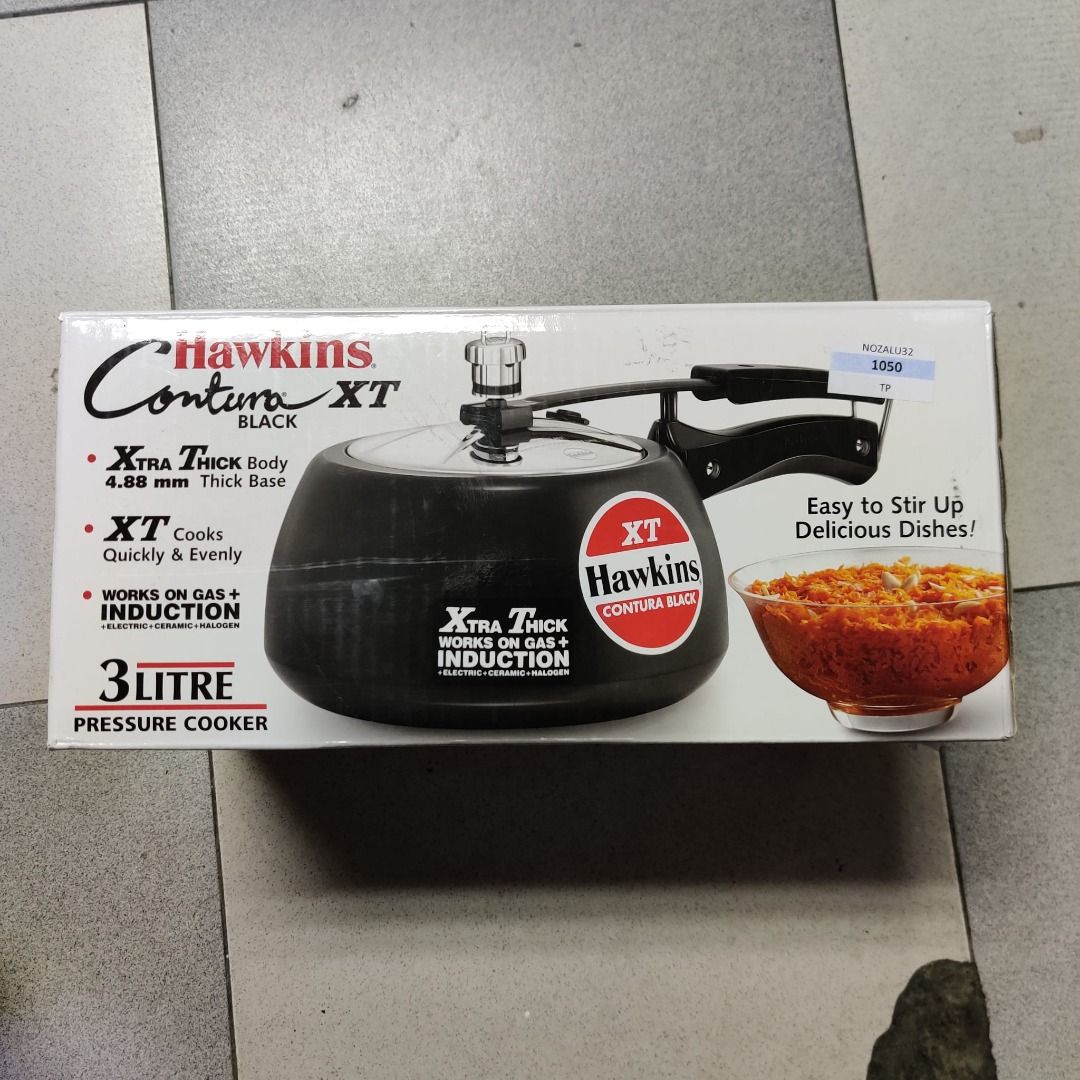 Hawkins
Contura XT
BLACK
• XTRA THICK Body
4.88 mm Thick Base
• XT Cooks
Quickly & Evenly
• WORKS ON GAS +
INDUCTION
+ELECTRIC+CERAMIC+HALOGEN
3 LITRE
PRESSURE COOKER
XTRA THICK
WORKS ON GAS +
INDUCTION
+ELECTRIC+CERAMIC+HALOGEN
XT
Hawkins
CONTURA BLACK
NOZALU32
1050
TP
Easy to Stir Up
Delicious Dishes!